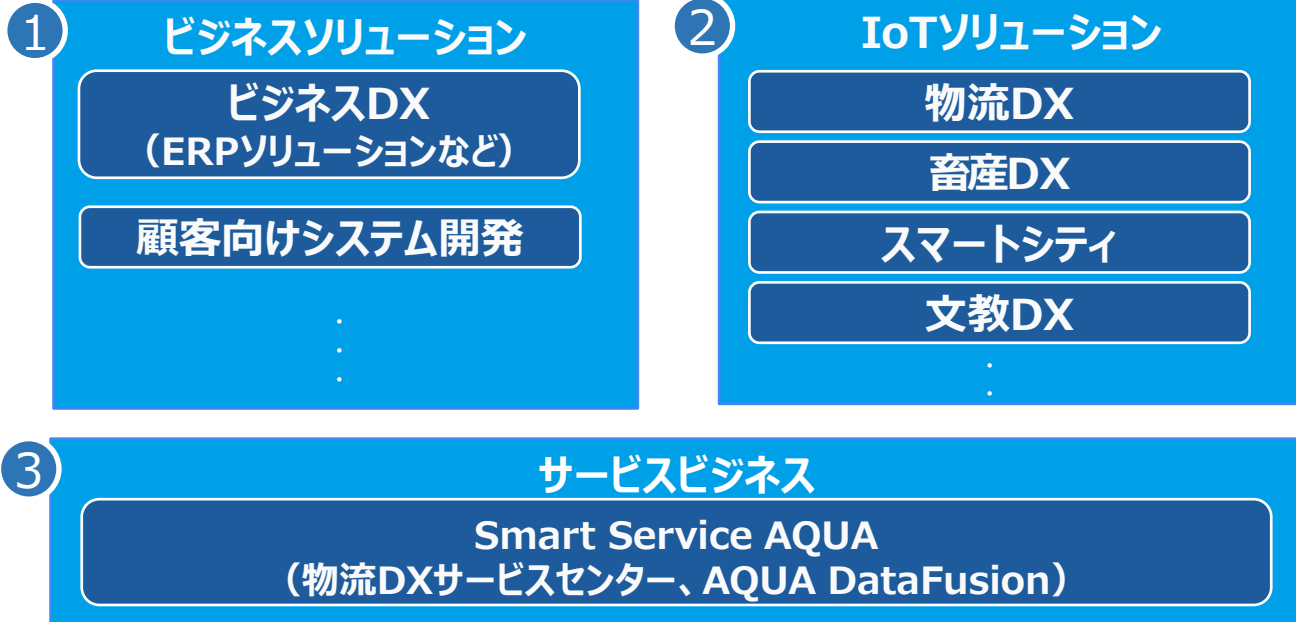 1
ビジネスソリューション
ビジネスDX
（ERPソリューションなど）
顧客向けシステム開発
.
.
.
2
IoTソリューション
物流DX
畜産DX
スマートシティ
文教DX
.
.
3
サービスビジネス
Smart Service AQUA
（物流DXサービスセンター、AQUA DataFusion）